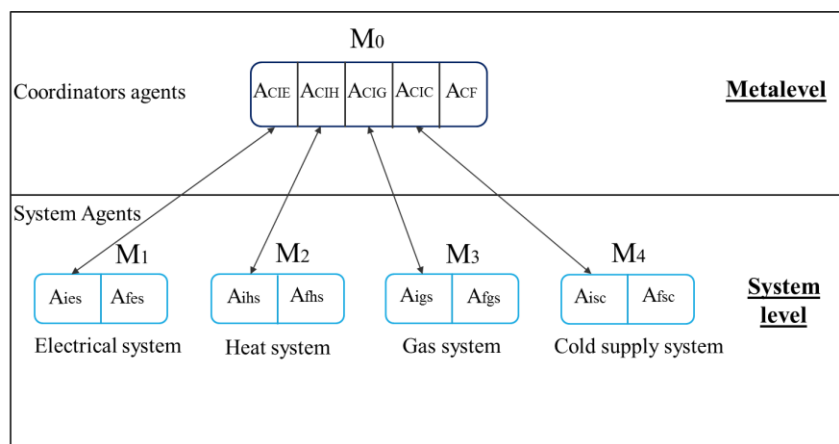 M0
Coordinators agents
ACIE ACIH ACIG ACIC ACF
Metalevel
System Agents
M1 M2 M3 M4
Aies Afes Aihs Afhs Aigs Afgs Aisc Afsc
System
level
Electrical system Heat system Gas system Cold supply system